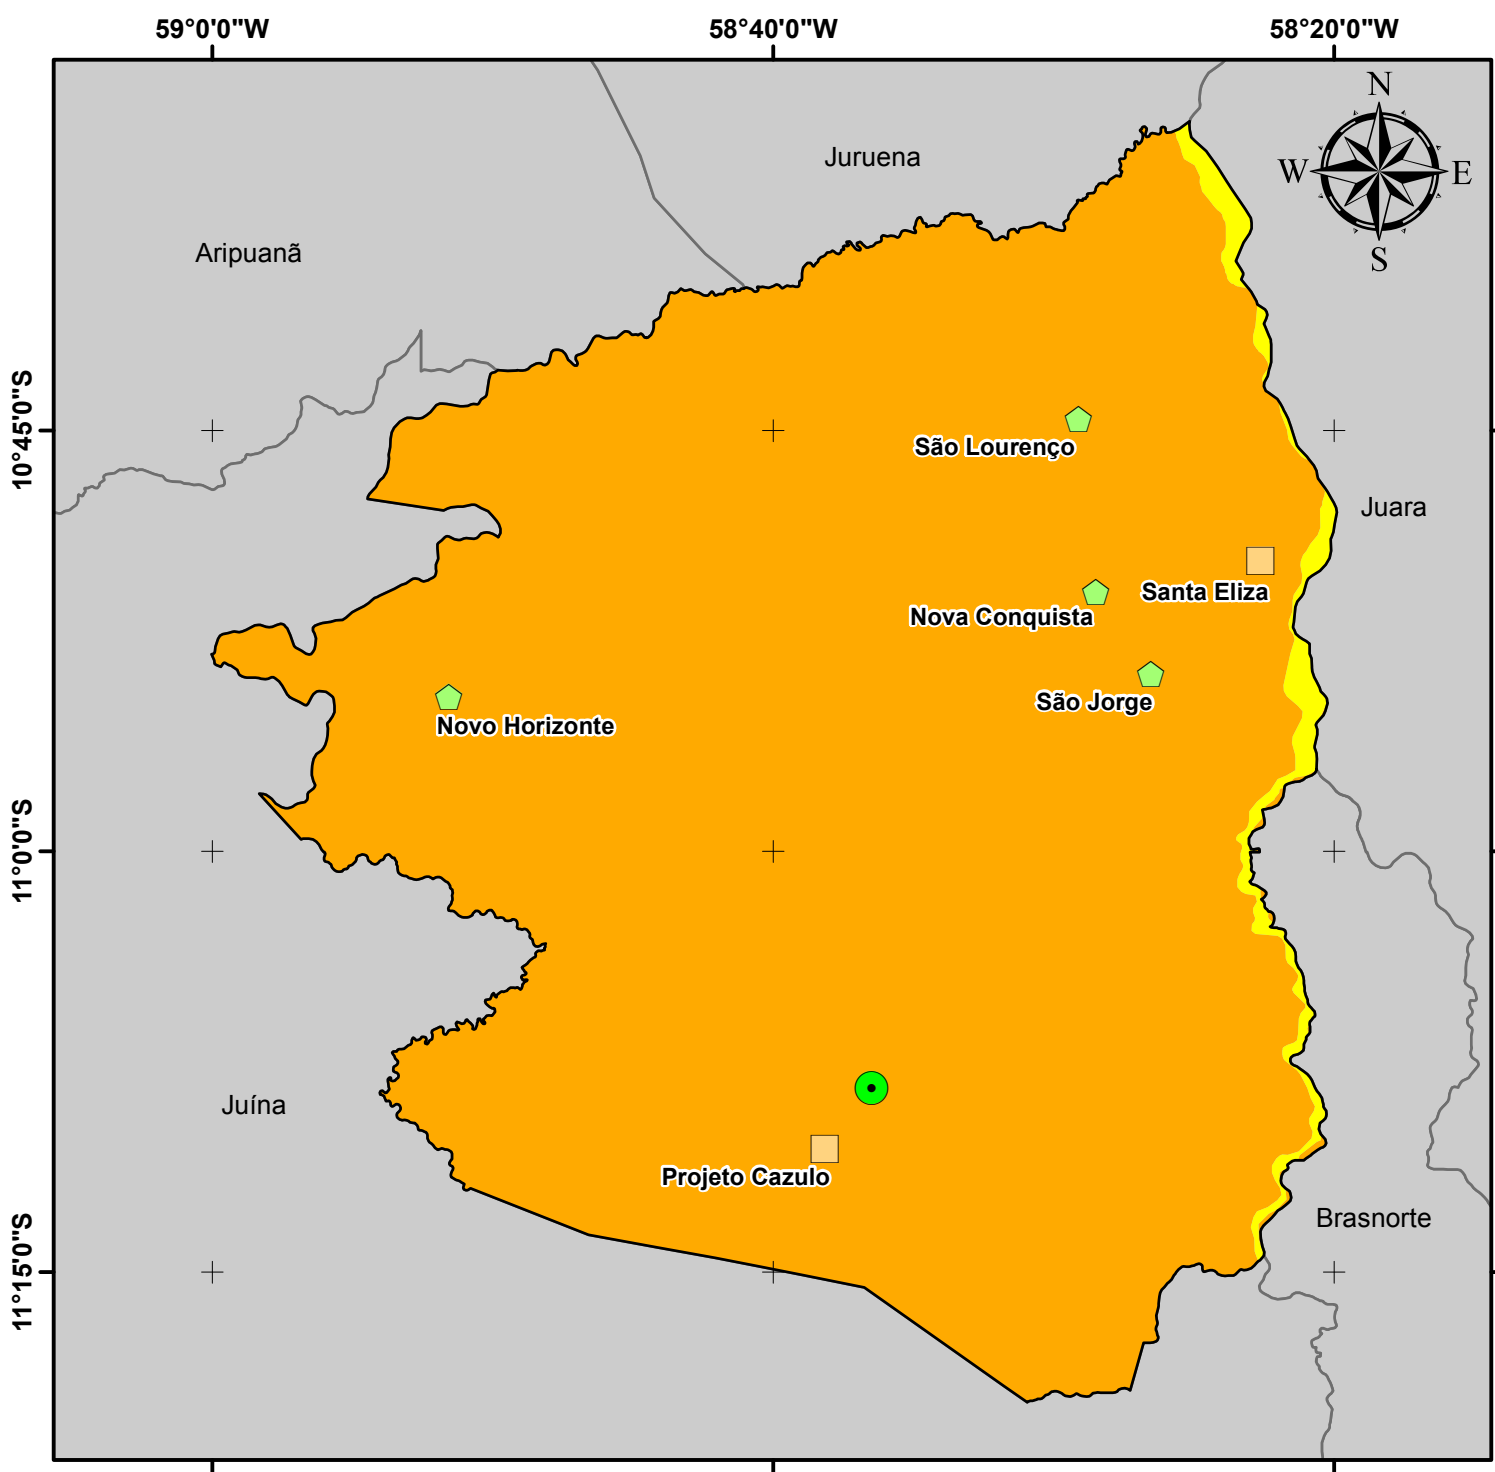 59°0'0"W
58°40'0"W
58°20'0"W
N
Juruena
W
E
Aripuanã
S
10°45'0"S
São Lourenço
Juara
Santa Eliza
Nova Conquista
São Jorge
Novo Horizonte
11°0'0"S
Juína
Projeto Cazulo
Brasnorte
11°15'0"S